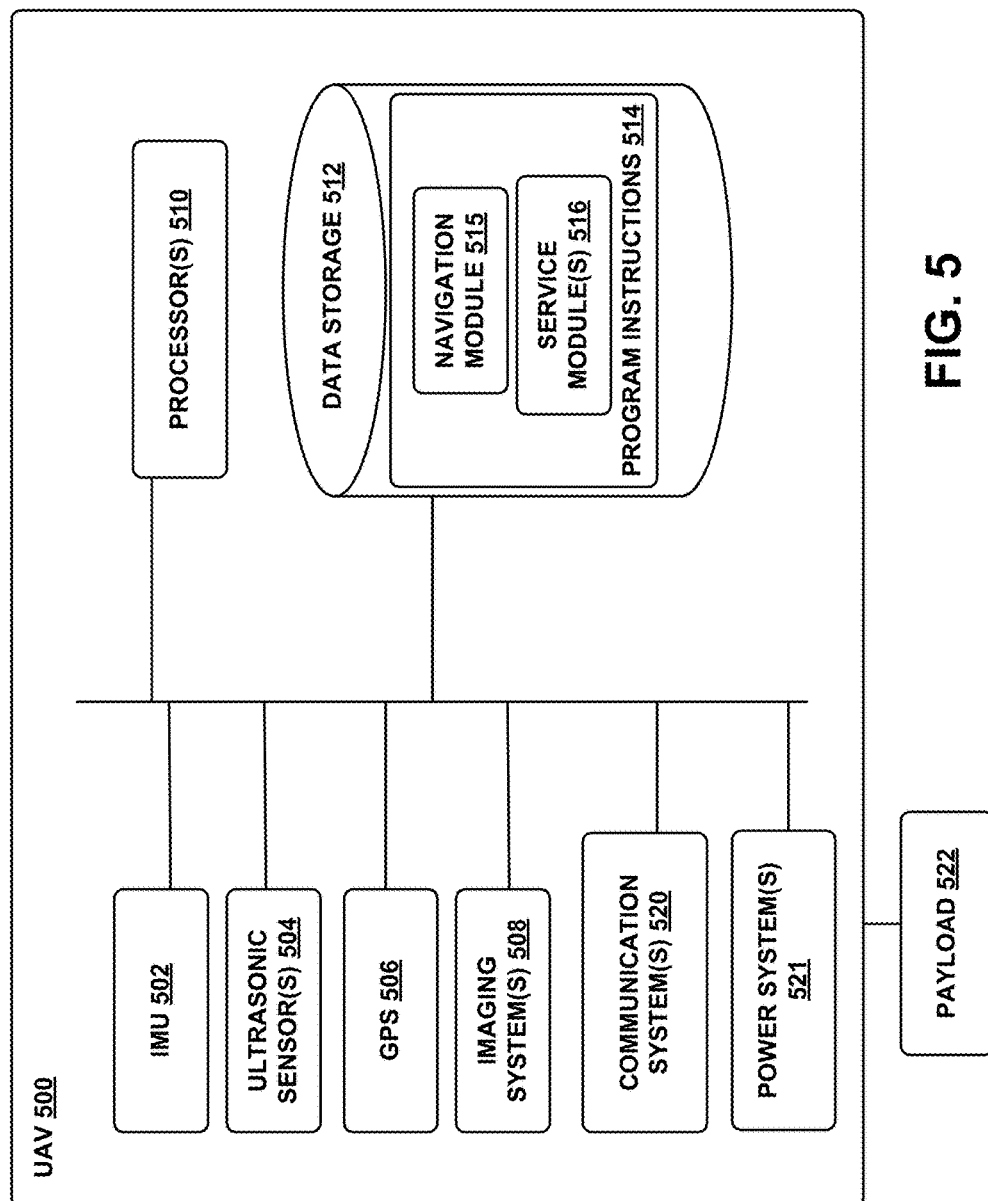 UAV 500
IMU 502
ULTRASONIC
SENSOR(S) 504
GPS 506
IMAGING
SYSTEM(S) 508
COMMUNICATION
SYSTEM(S) 520
POWER SYSTEM(S)
521
PROCESSOR(S) 510
DATA STORAGE 512
NAVIGATION
MODULE 515
SERVICE
MODULE(S) 516
PROGRAM INSTRUCTIONS 514
PAYLOAD 522
FIG. 5